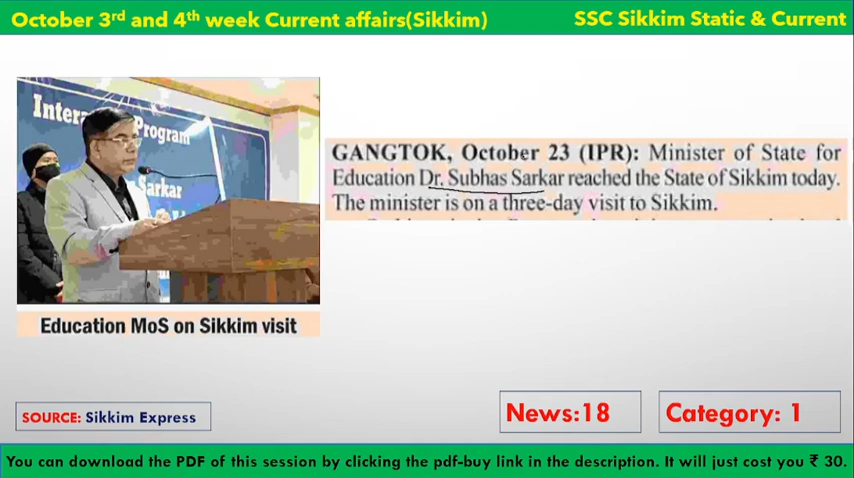 October 3rd and 4th week Current affairs(Sikkim)
SSC Sikkim Static & Current
Program
Sarkar
GANGTOK, October 23 (IPR): Minister of State for
Education Dr. Subhas Sarkar reached the State of Sikkim today.
The minister is on a three-day visit to Sikkim.
Education MoS on Sikkim visit
SOURCE: Sikkim Express
News:18
Category: 1
You can download the PDF of this session by clicking the pdf-buy link in the description. It will just cost you ₹ 30.